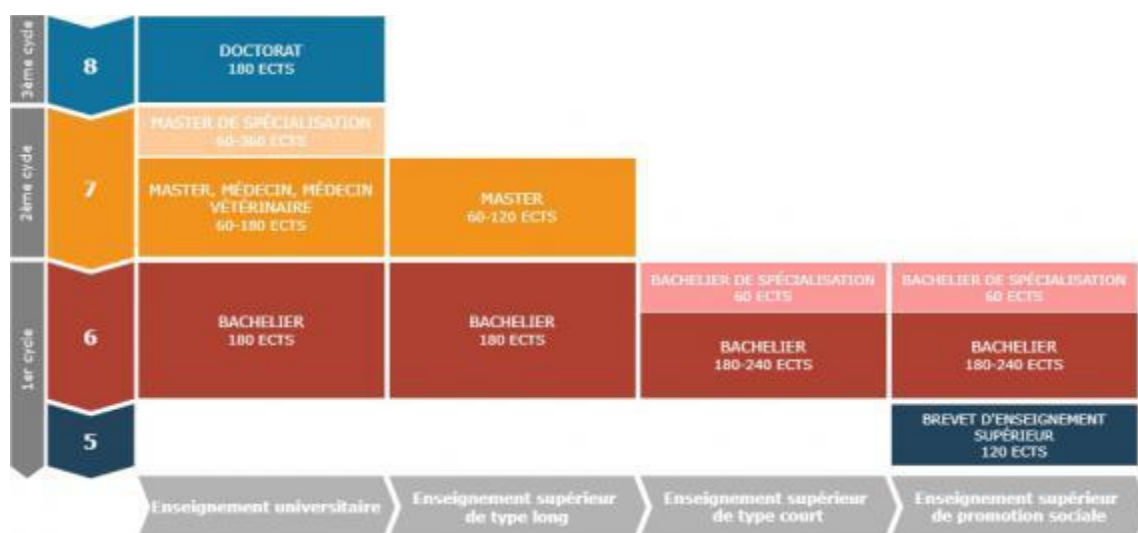 3ème cycle
8
DOCTORAT
180 ECTS
2ème cycle
7
MASTER DE SPÉCIALISATION
60-360 ECTS
MASTER, MÉDECIN, MÉDECIN
VÉTÉRINAIRE
60-180 ECTS
MASTER
60-120 ECTS
1er cycle
6
BACHELIER
180 ECTS
BACHELIER
180 ECTS
BACHELIER DE SPÉCIALISATION
60 ECTS
BACHELIER
180-240 ECTS
BACHELIER DE SPÉCIALISATION
60 ECTS
BACHELIER
180-240 ECTS
5
BREVET D'ENSEIGNEMENT
SUPÉRIEUR
120 ECTS
Enseignement universitaire
Enseignement supérieur
de type long
Enseignement supérieur
de type court
Enseignement supérieur
de promotion sociale